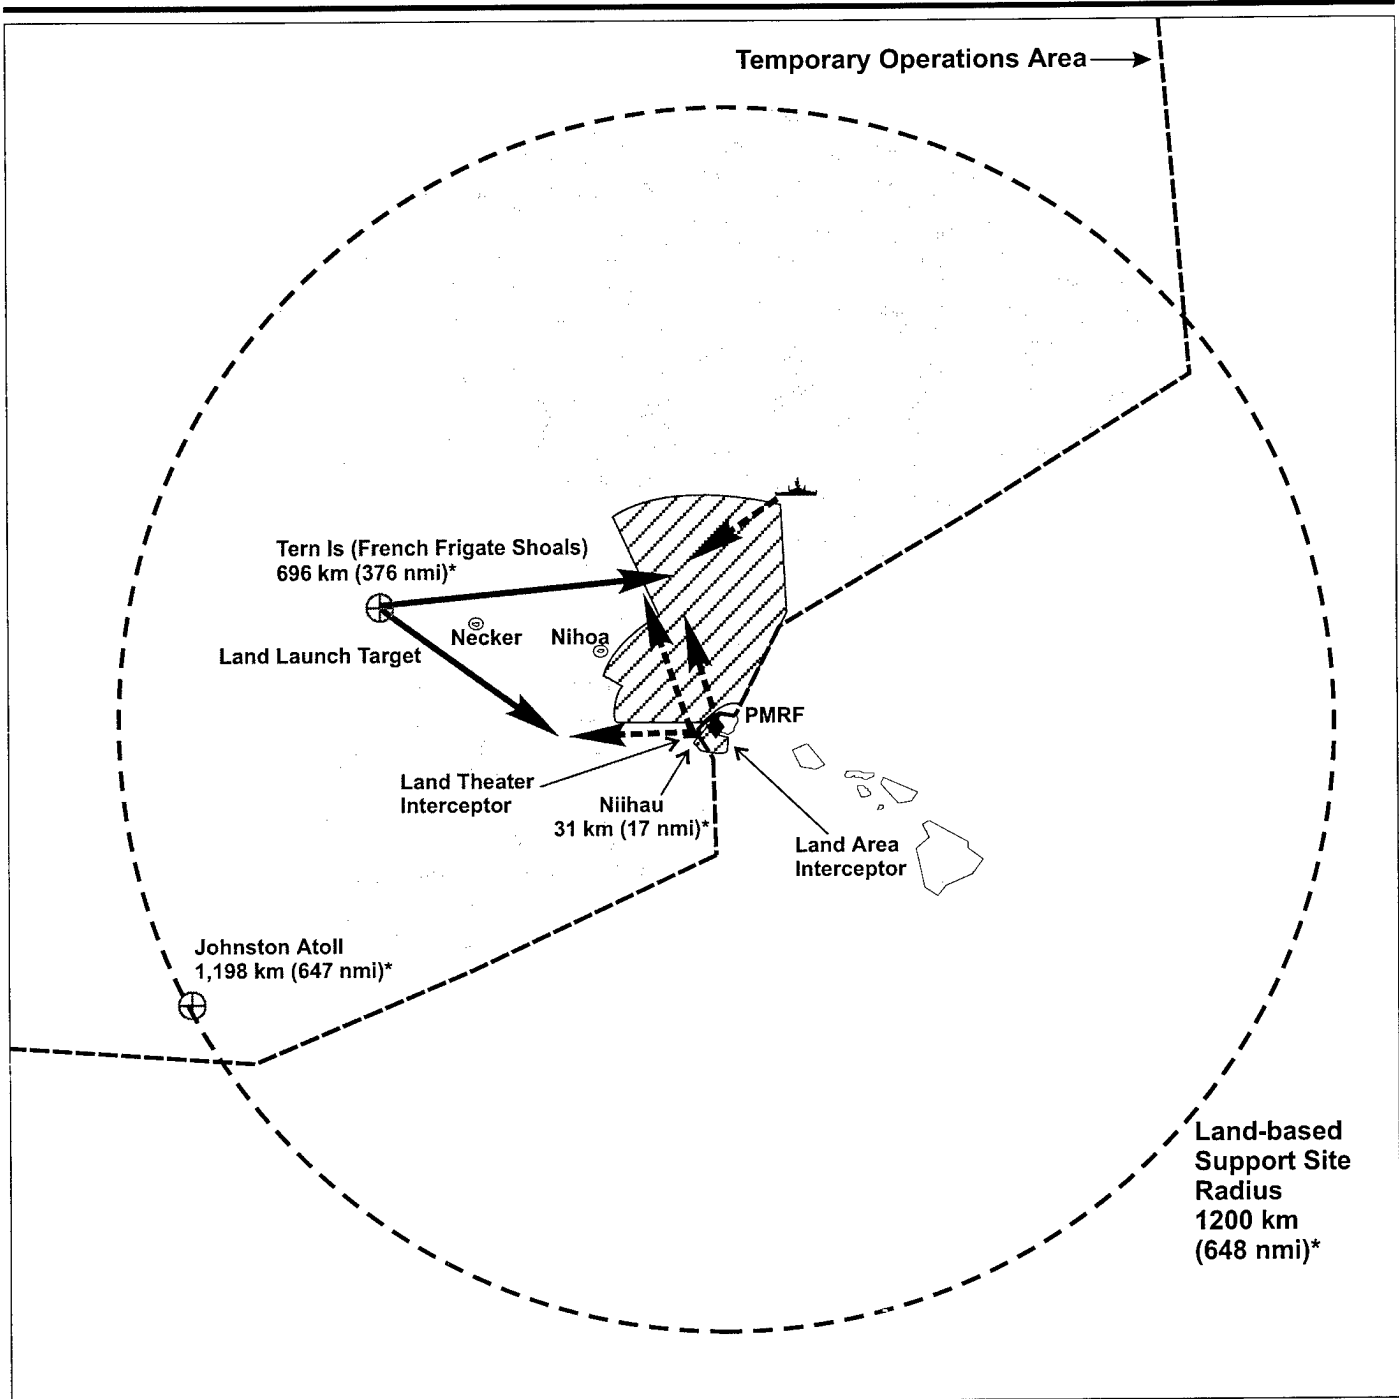 Temporary Operations Area
Tern Is (French Frigate Shoals)
696 km (376 nmi)*
Necker
Nihoa
Land Launch Target
PMRF
Land Theater
Interceptor
Niihau
31 km (17 nmi)*
Land Area
Interceptor
Johnston Atoll
1,198 km (647 nmi)*
Land-based
Support Site
Radius
1200 km
(648 nmi)*